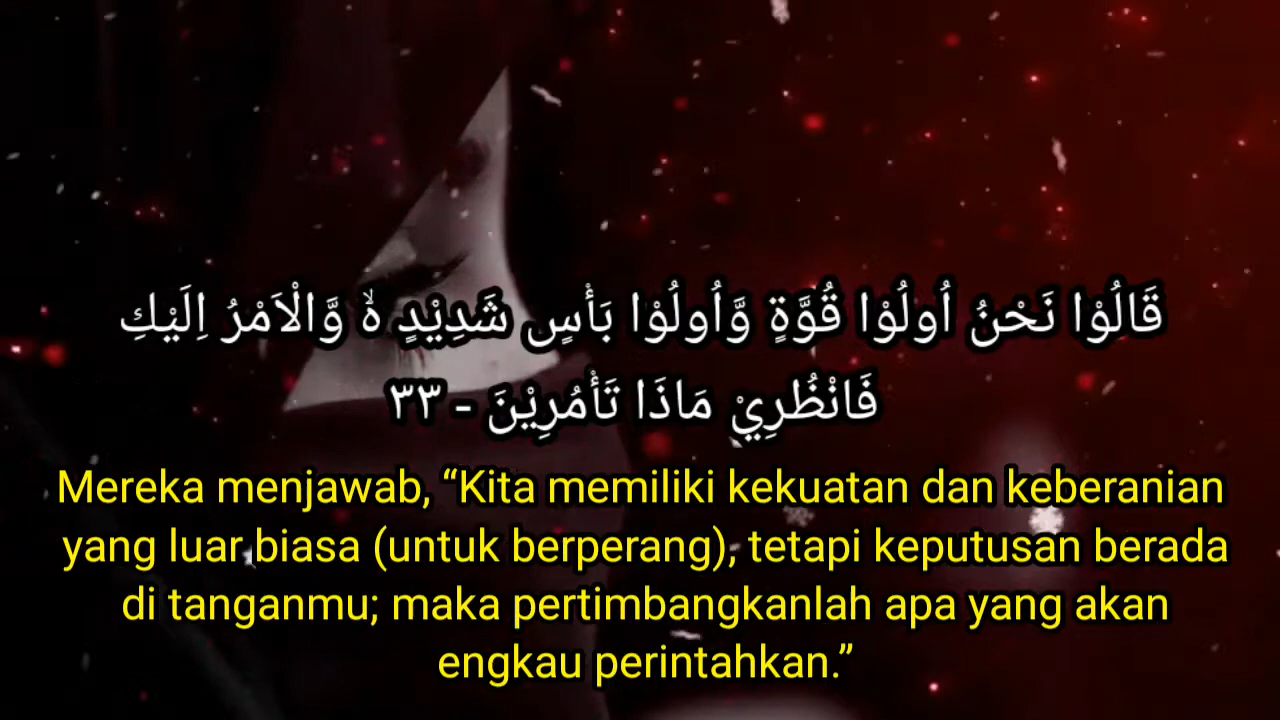 قَالُوْا نَحْنُ اُولُوْا قُوَّةٍ وَّاُولُوْا بَأْسٍ شَدِيْدٍ ەۙ وَّالْاَمْرُ اِلَيْكِ
فَانْظُرِيْ مَاذَا تَأْمُرِيْنَ - ٣٣
Mereka menjawab, “Kita memiliki kekuatan dan keberanian
yang luar biasa (untuk berperang), tetapi keputusan berada
di tanganmu; maka pertimbangkanlah apa yang akan
engkau perintahkan.”